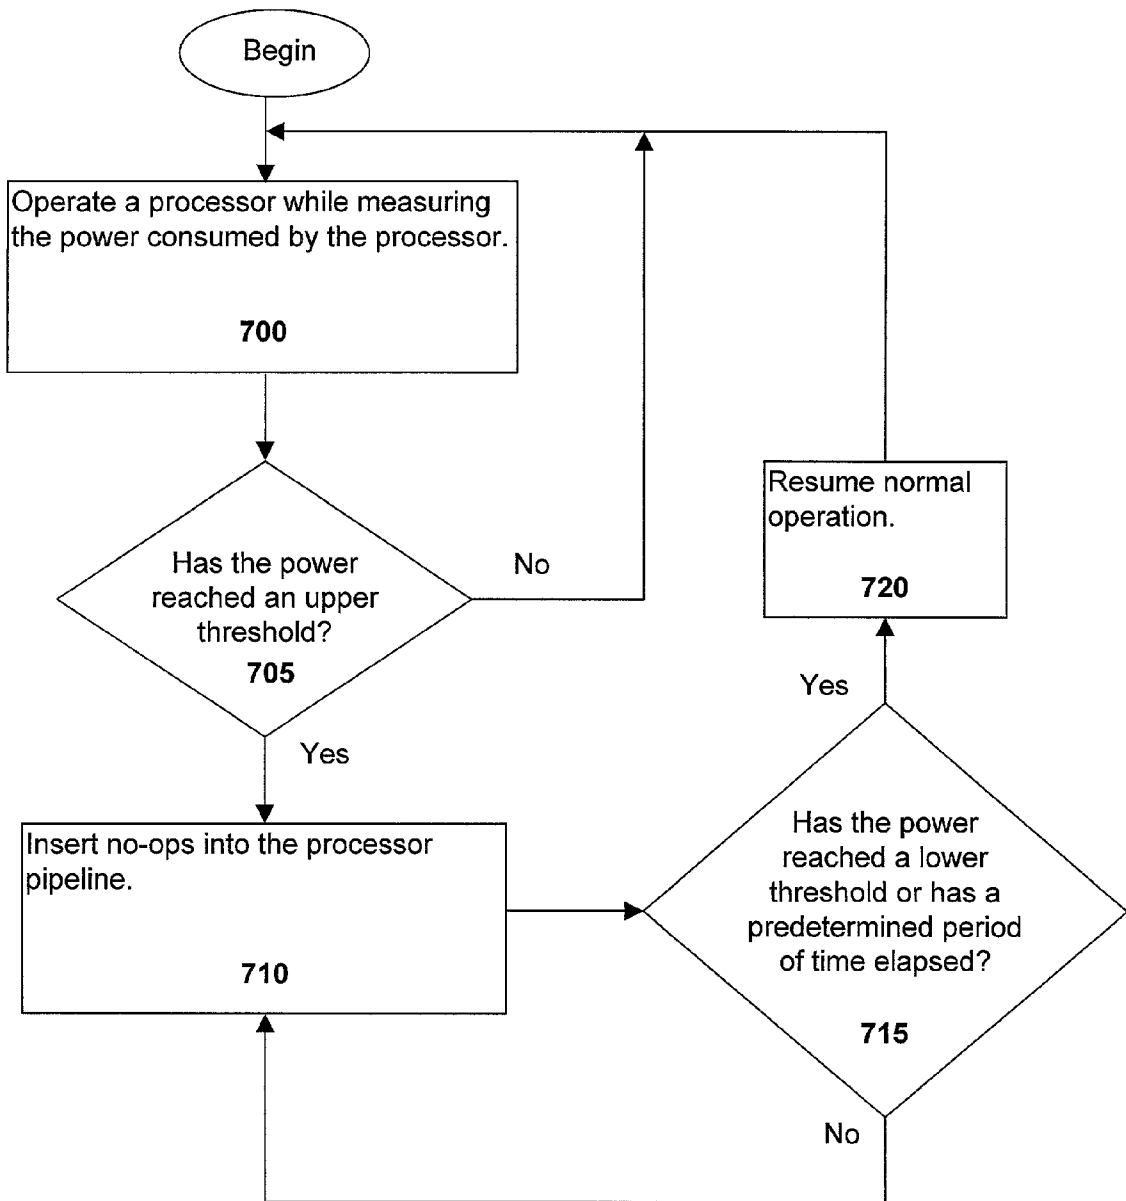 Begin
Operate a processor while measuring
the power consumed by the processor.
700
Has the power
reached an upper
threshold?
705
No
Yes
Insert no-ops into the processor
pipeline.
710
Has the power
reached a lower
threshold or has a
predetermined period
of time elapsed?
715
No
Yes
Resume normal
operation.
720